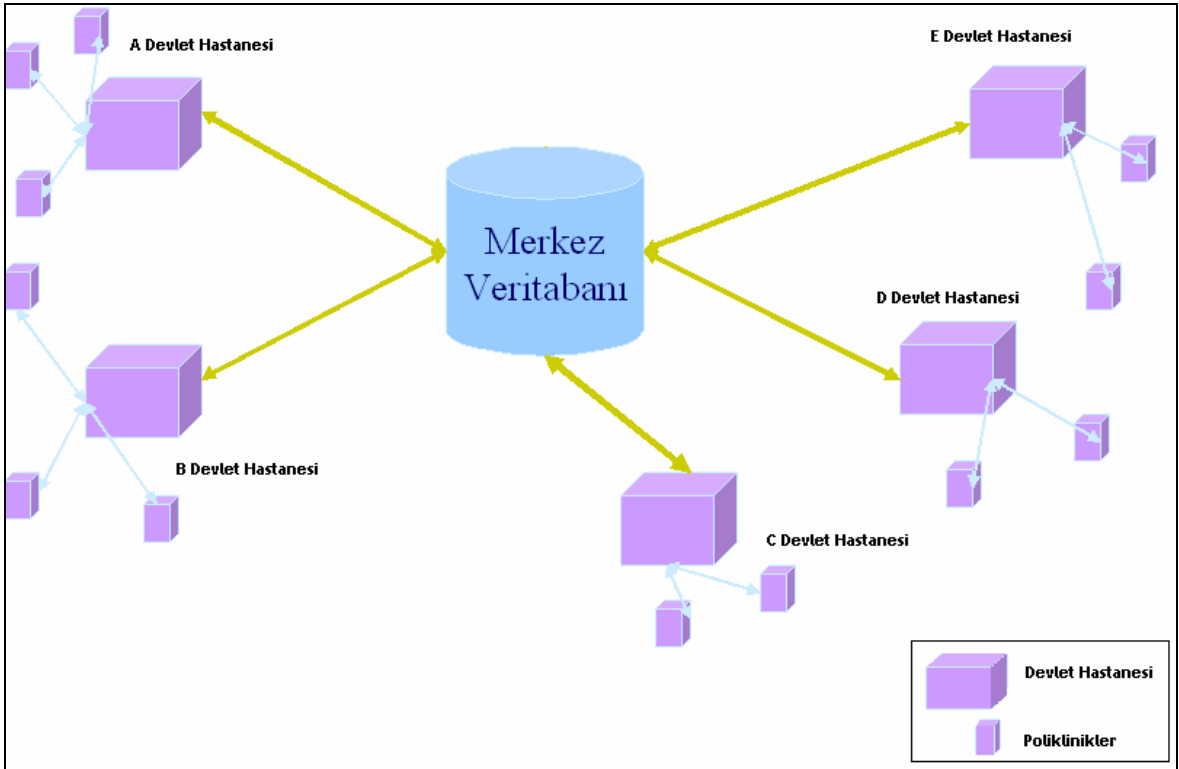 A Devlet Hastanesi
E Devlet Hastanesi
Merkez
Veritabanı
D Devlet Hastanesi
B Devlet Hastanesi
C Devlet Hastanesi
Devlet Hastanesi
Poliklinikler